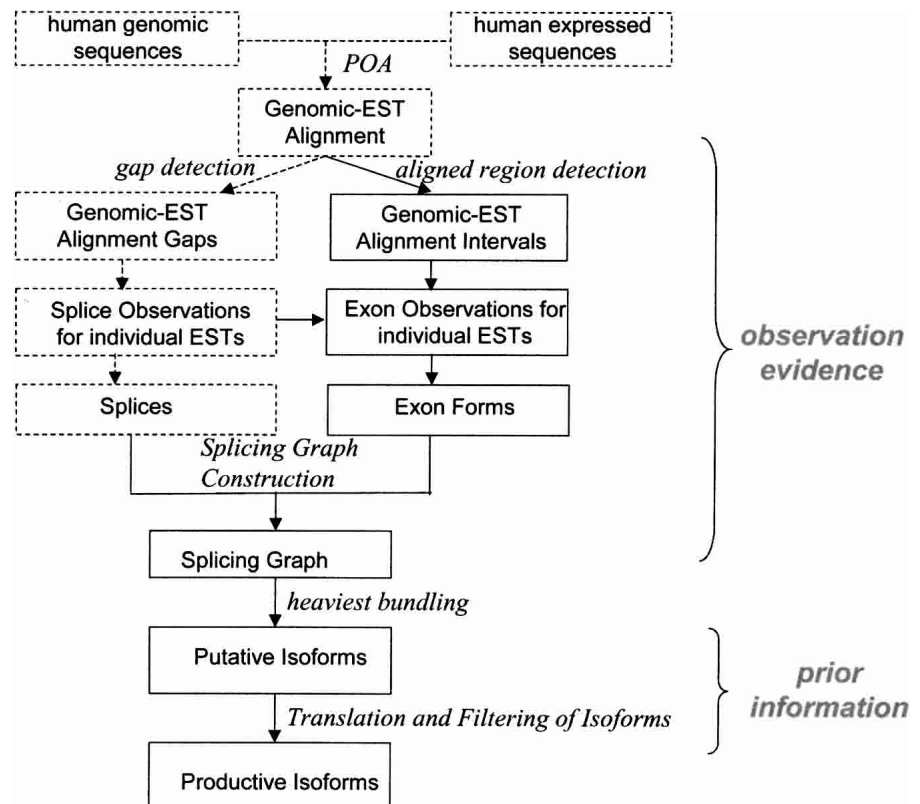 human genomic
sequences
human expressed
sequences
POA
Genomic-EST
Alignment
gap detection
aligned region detection
Genomic-EST
Alignment Gaps
Genomic-EST
Alignment Intervals
Splice Observations
for individual ESTs
Exon Observations for
individual ESTs
observation
evidence
Splices
Exon Forms
Splicing Graph
Construction
Splicing Graph
heaviest bundling
Putative Isoforms
prior
information
Translation and Filtering of Isoforms
Productive Isoforms